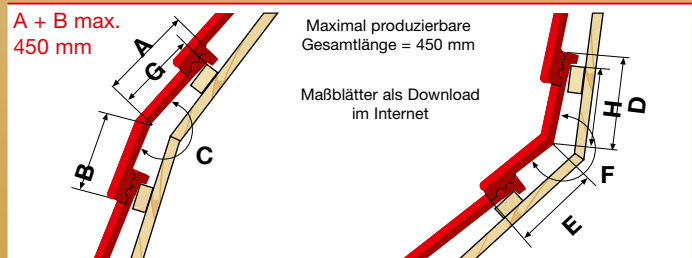 A + B max.
450 mm
Maximal produzierbare
Gesamtlänge = 450 mm
Maßblätter als Download
im Internet
A
G
B
C
H
D
F
E